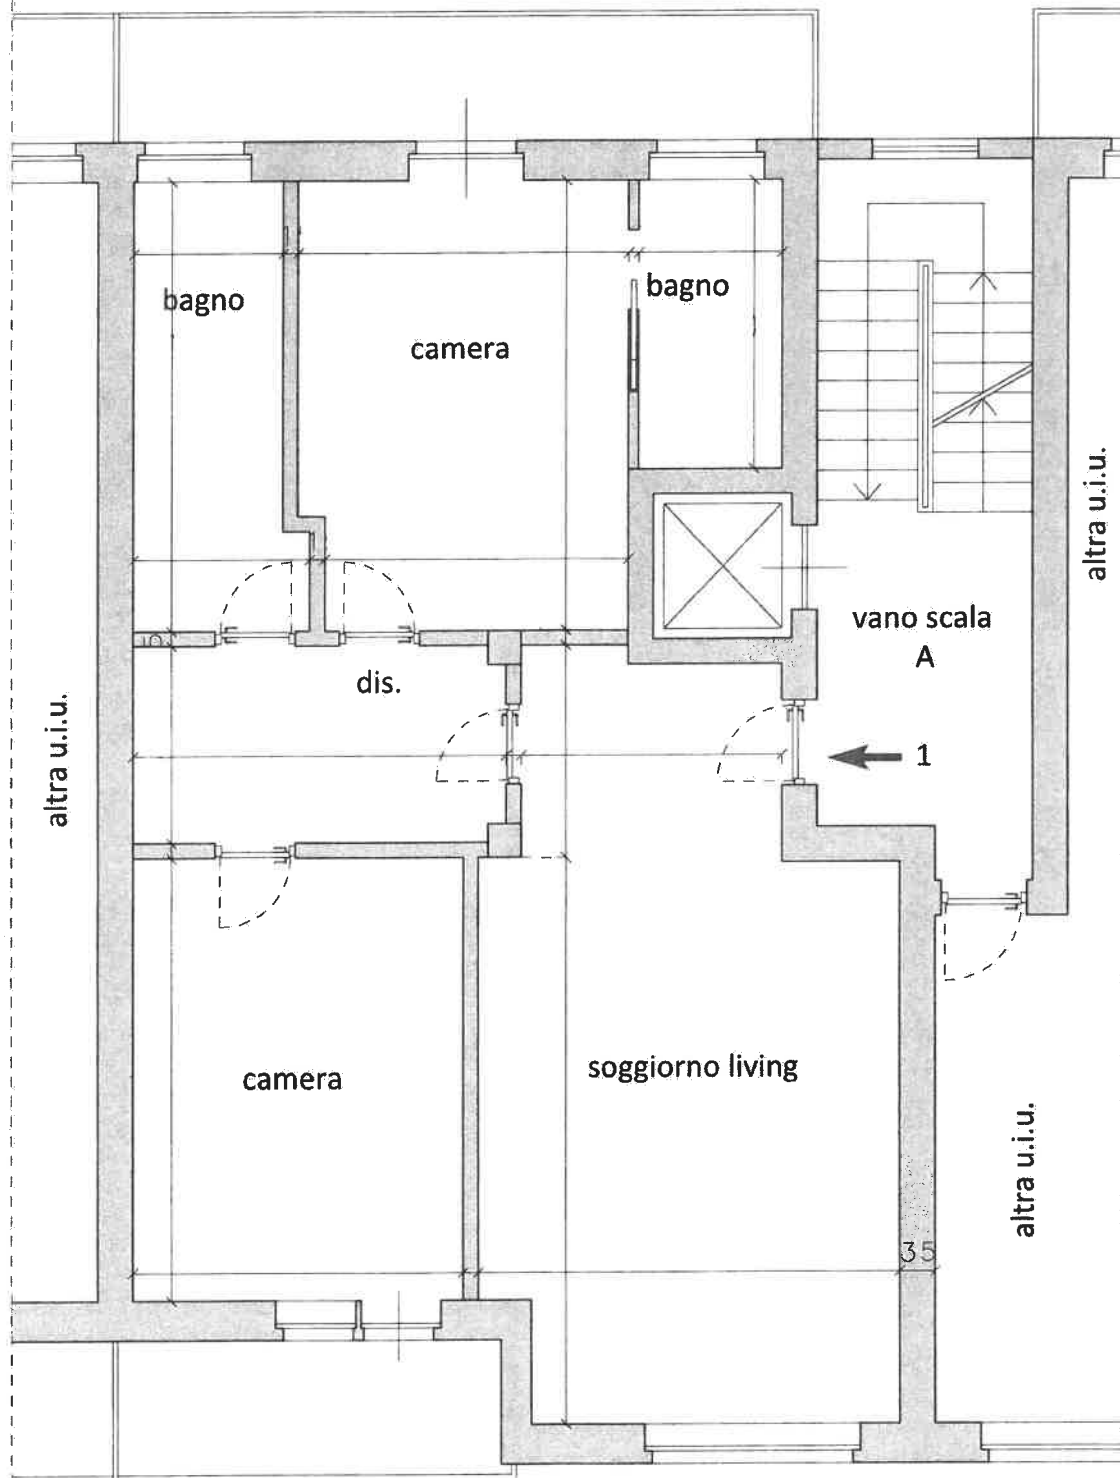 bagno
bagno
camera
altra u.i.u.
vano scala
A
dis.
altra u.i.u.
1
soggiorno living
camera
altra u.i.u.
35